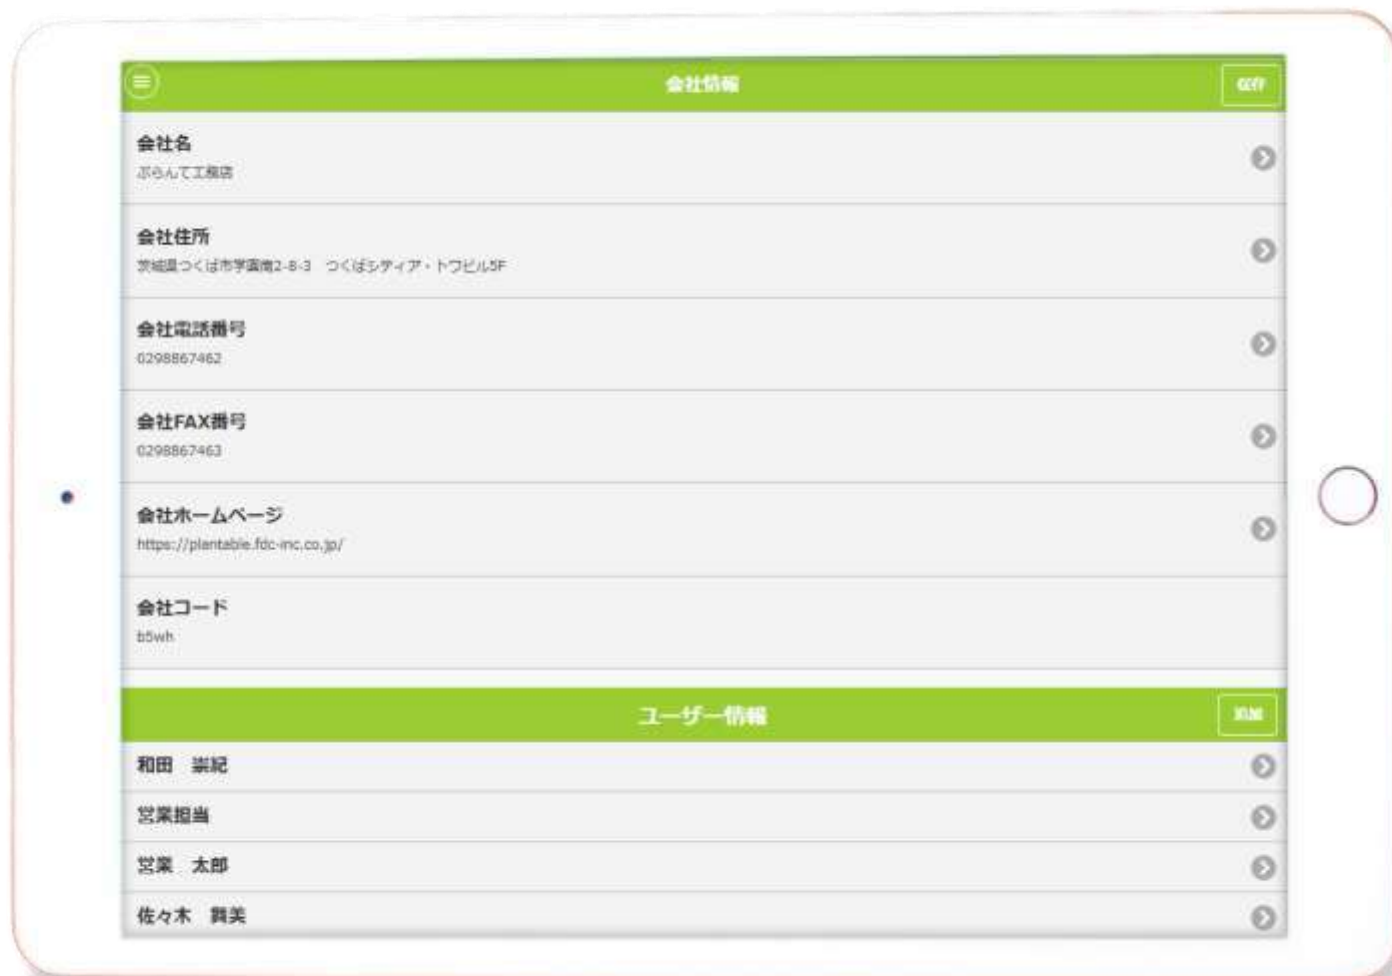 会社情報
保存
会社名
ぷらんて工務店
会社住所
茨城県つくば市学園南2-8-3　つくばシティア・トワビル5F
会社電話番号
0298867462
会社FAX番号
0298867463
会社ホームページ
https://plantable.fdc-inc.co.jp/
会社コード
b5wh
ユーザー情報
追加
和田　崇紀
営業担当
営業　太郎
佐々木　舞美